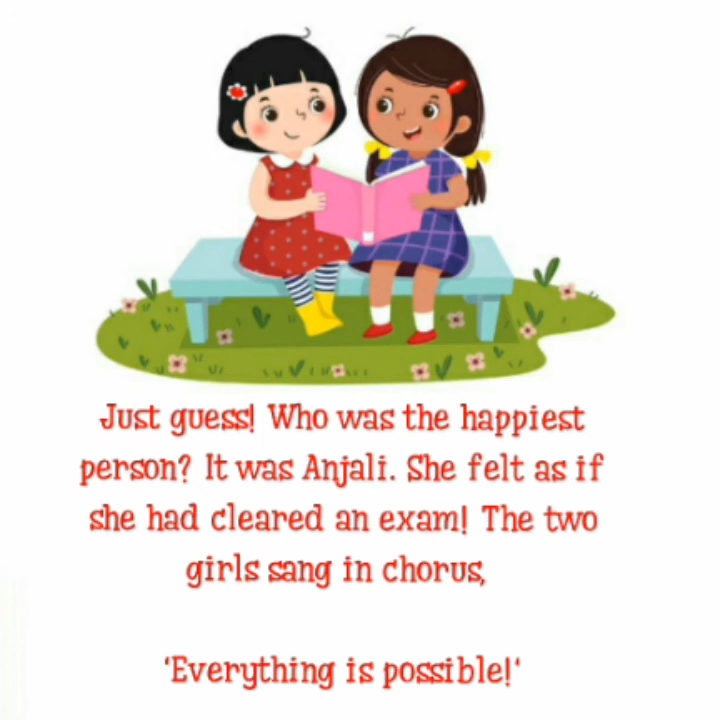 Just guess! Who was the happiest
person? It was Anjali. She felt as if
she had cleared an exam! The two
girls sang in chorus,
'Everything is possible!'